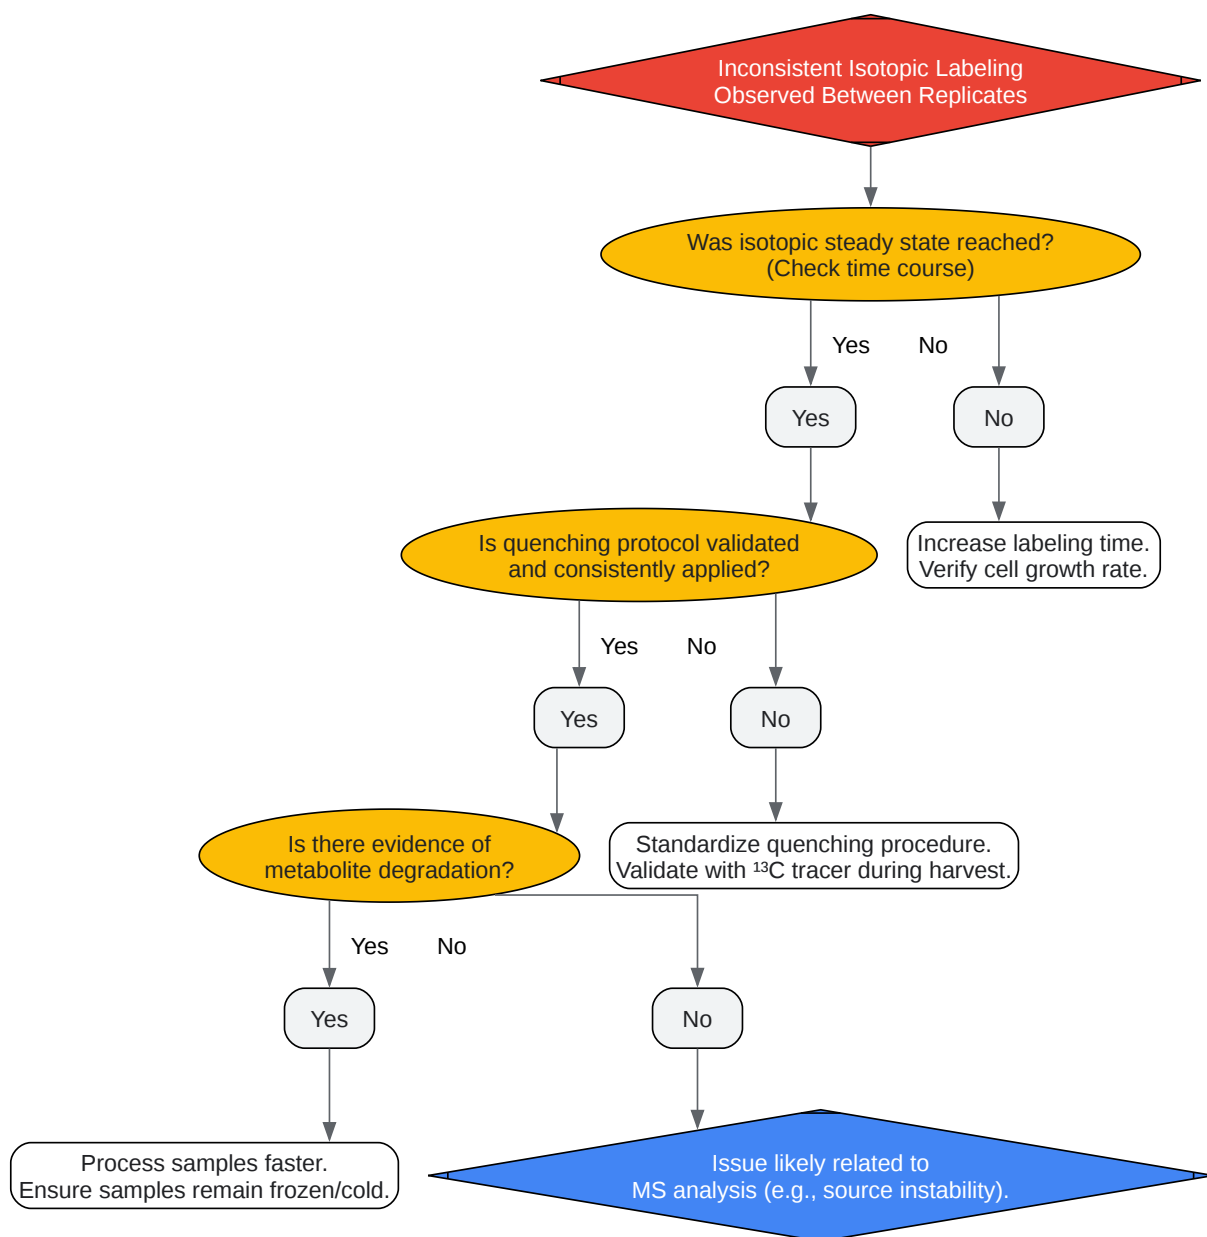 Inconsistent Isotopic Labeling
Observed Between Replicates
Was isotopic steady state reached?
(Check time course)
Yes
No
Yes
No
Increase labeling time.
Verify cell growth rate.
Is quenching protocol validated
and consistently applied?
Yes
No
Yes
No
Standardize quenching procedure.
Validate with ¹³C tracer during harvest.
Is there evidence of
metabolite degradation?
Yes
No
Yes
No
Process samples faster.
Ensure samples remain frozen/cold.
Issue likely related to
MS analysis (e.g., source instability).